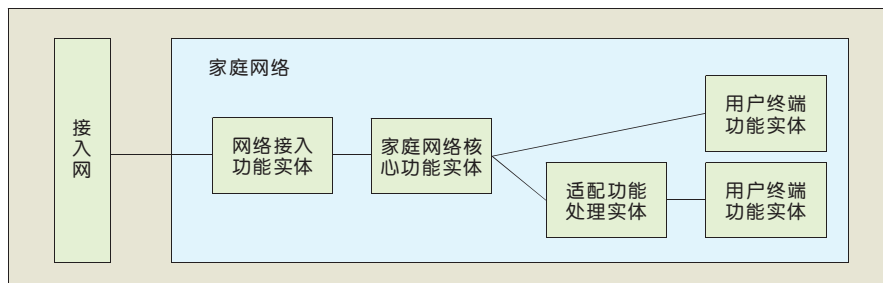 家庭网络
接
入
网
网络接入
功能实体
家庭网络核
心功能实体
用户终端
功能实体
适配功能
处理实体
用户终端
功能实体